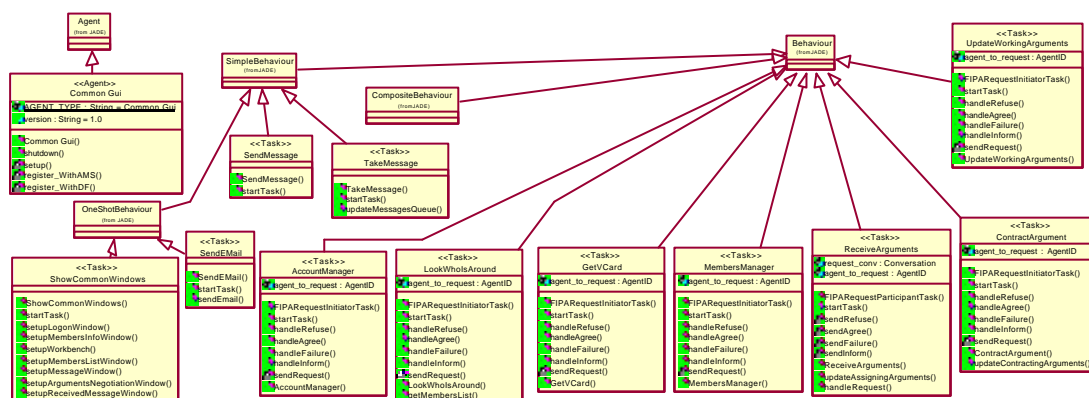 Agent
(from JADE)
<<Agent>>
Common Gui
AGENT_TYPE : String = Common Gui
version : String = 1.0
Common Gui()
shutdown()
setup()
register_WithAMS()
register_WithDF()
SimpleBehaviour
(from JADE)
CompositeBehaviour
(from JADE)
Behaviour
(from JADE)
<<Task>>
UpdateWorkingArguments
agent_to_request : AgentID
FIPARequestInitiatorTask()
startTask()
handleRefuse()
handleAgree()
handleFailure()
handleInform()
sendRequest()
UpdateWorkingArguments()
<<Task>>
SendMessage
SendMessage()
startTask()
<<Task>>
TakeMessage
TakeMessage()
startTask()
updateMessagesQueue()
OneShotBehaviour
(from JADE)
<<Task>>
SendEMail
SendEMail()
startTask()
sendEmail()
<<Task>>
ShowCommonWindows
ShowCommonWindows()
startTask()
setupLogonWindow()
setupMembersInfoWindow()
setupWorkbench()
setupMembersListWindow()
setupMessageWindow()
setupArgumentsNegotiationWindow()
setupReceivedMessageWindow()
<<Task>>
AccountManager
agent_to_request : AgentID
FIPARequestInitiatorTask()
startTask()
handleRefuse()
handleAgree()
handleFailure()
handleInform()
sendRequest()
AccountManager()
<<Task>>
LookWhoIsAround
agent_to_request : AgentID
FIPARequestInitiatorTask()
startTask()
handleRefuse()
handleAgree()
handleFailure()
handleInform()
sendRequest()
LookWhoIsAround()
getMembersList()
<<Task>>
GetVCard
agent_to_request : AgentID
FIPARequestInitiatorTask()
startTask()
handleRefuse()
handleAgree()
handleFailure()
handleInform()
sendRequest()
GetVCard()
<<Task>>
MembersManager
agent_to_request : AgentID
FIPARequestInitiatorTask()
startTask()
handleRefuse()
handleAgree()
handleFailure()
handleInform()
sendRequest()
MembersManager()
<<Task>>
ReceiveArguments
request_conv : Conversation
agent_to_request : AgentID
FIPARequestParticipantTask()
startTask()
sendRefuse()
sendAgree()
sendFailure()
sendInform()
ReceiveArguments()
updateAssigningArguments()
handleRequest()
<<Task>>
ContractArgument
agent_to_request : AgentID
FIPARequestInitiatorTask()
startTask()
handleRefuse()
handleAgree()
handleFailure()
handleInform()
sendRequest()
ContractArgument()
updateContractingArguments()